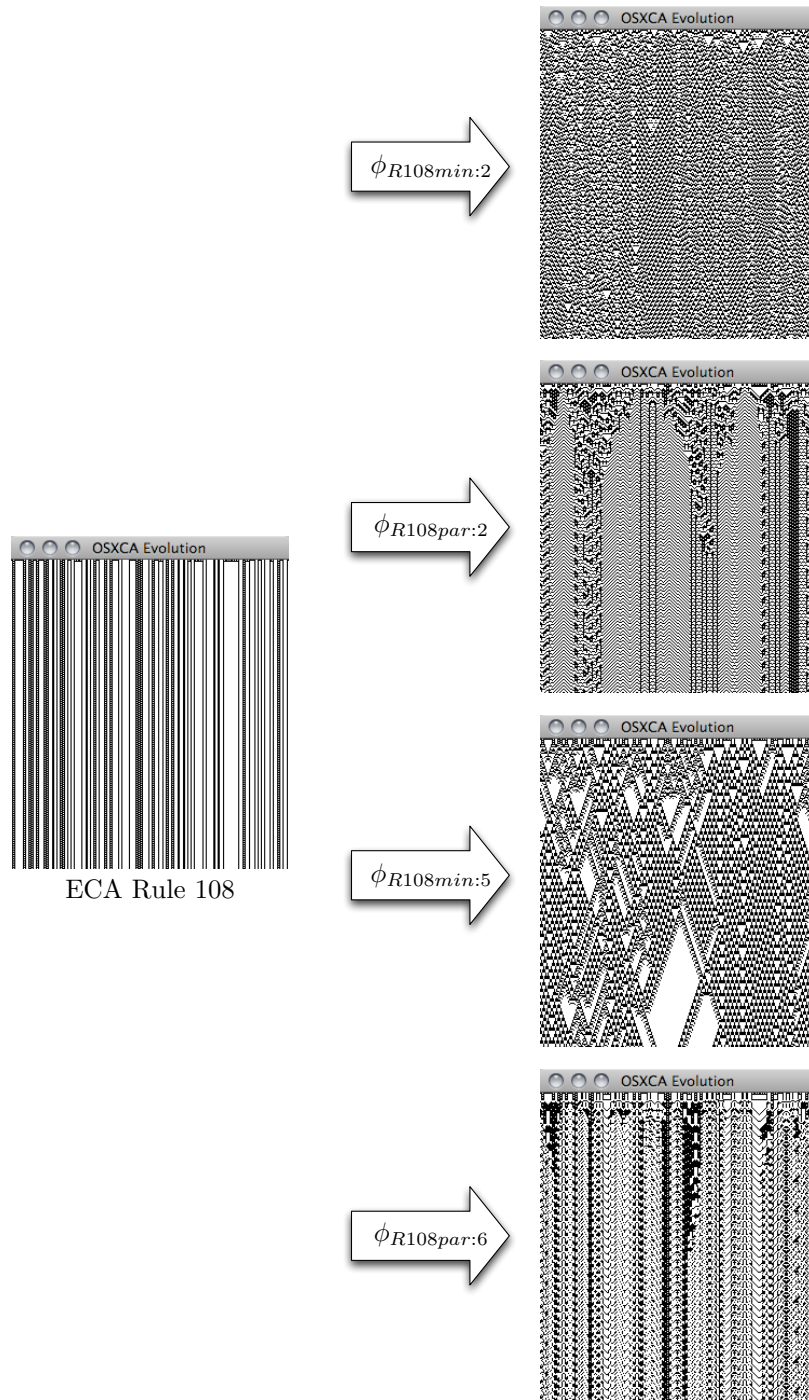 OSXCA Evolution
ϕR108min:2
OSXCA Evolution
ϕR108par:2
OSXCA Evolution
ECA Rule 108
OSXCA Evolution
ϕR108min:5
OSXCA Evolution
ϕR108par:6